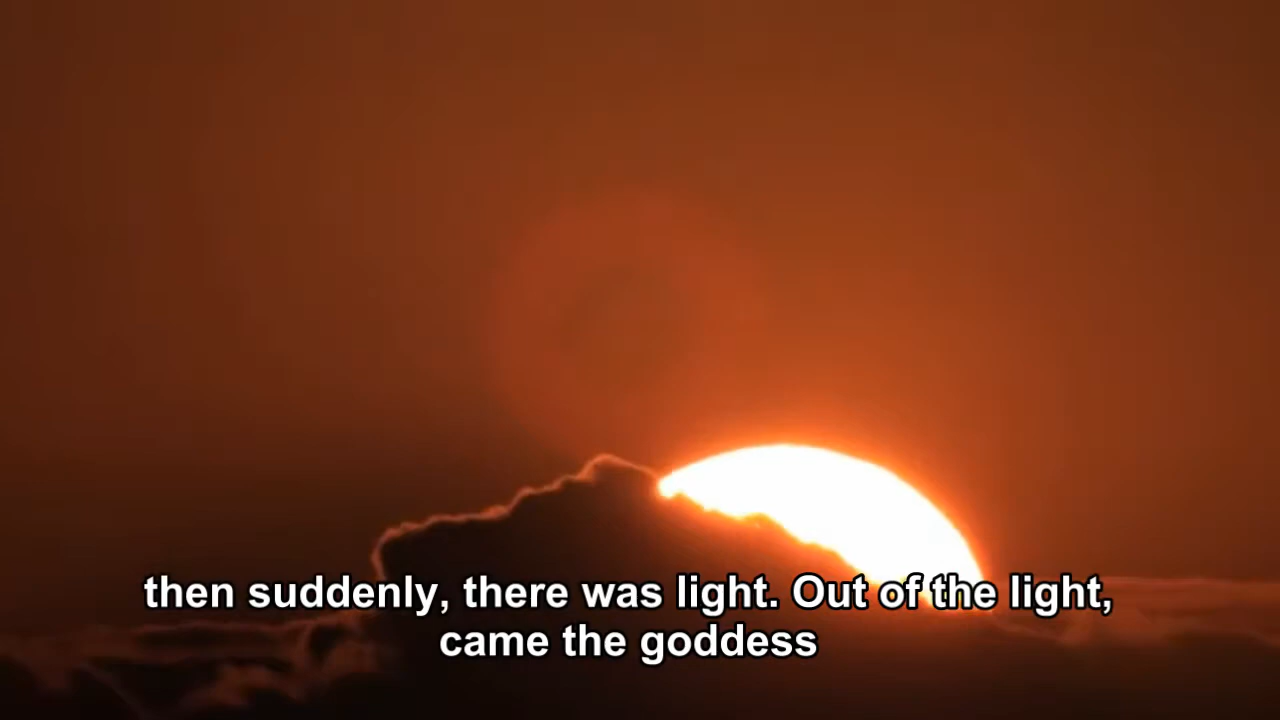 then suddenly, there was light. Out of the light,
came the goddess